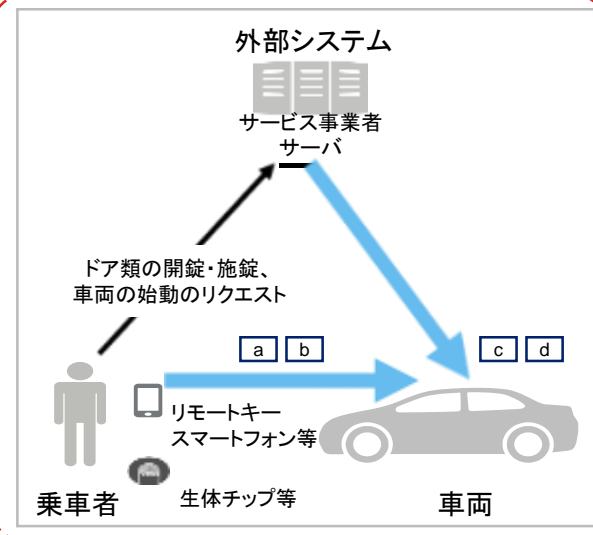 外部システム
サービス事業者
サーバ
ドア類の開錠・施錠、
車両の始動のリクエスト
a b
c d
リモートキー
スマートフォン等
生体チップ等
乗車者
車両